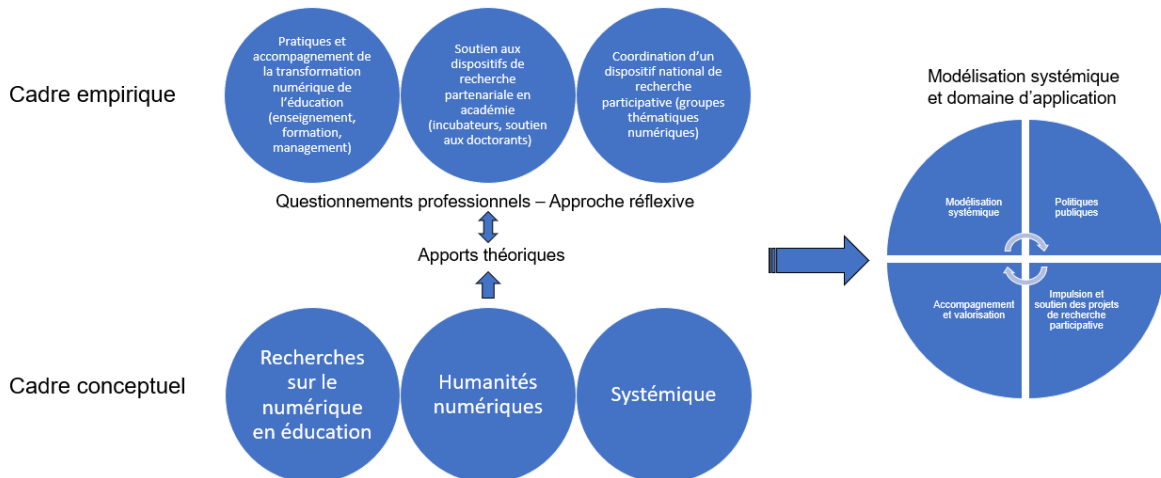 Cadre empirique
Pratiques et
accompagnement de
la transformation
numérique de
l'éducation
(enseignement,
formation,
management)
Soutien aux
dispositifs de
recherche
partenariale en
académie
(incubateurs, soutien
aux doctorants)
Coordination d'un
dispositif national de
recherche
participative (groupes
thématiques
numériques)
Questionnements professionnels – Approche réflexive
Apports théoriques
Cadre conceptuel
Recherches
sur le
numérique
en éducation
Humanités
numériques
Systémique
Modélisation systémique
et domaine d'application
Modélisation
systémique
Politiques
publiques
Accompagnement
et valorisation
Impulsion et
soutien des projets
de recherche
participative